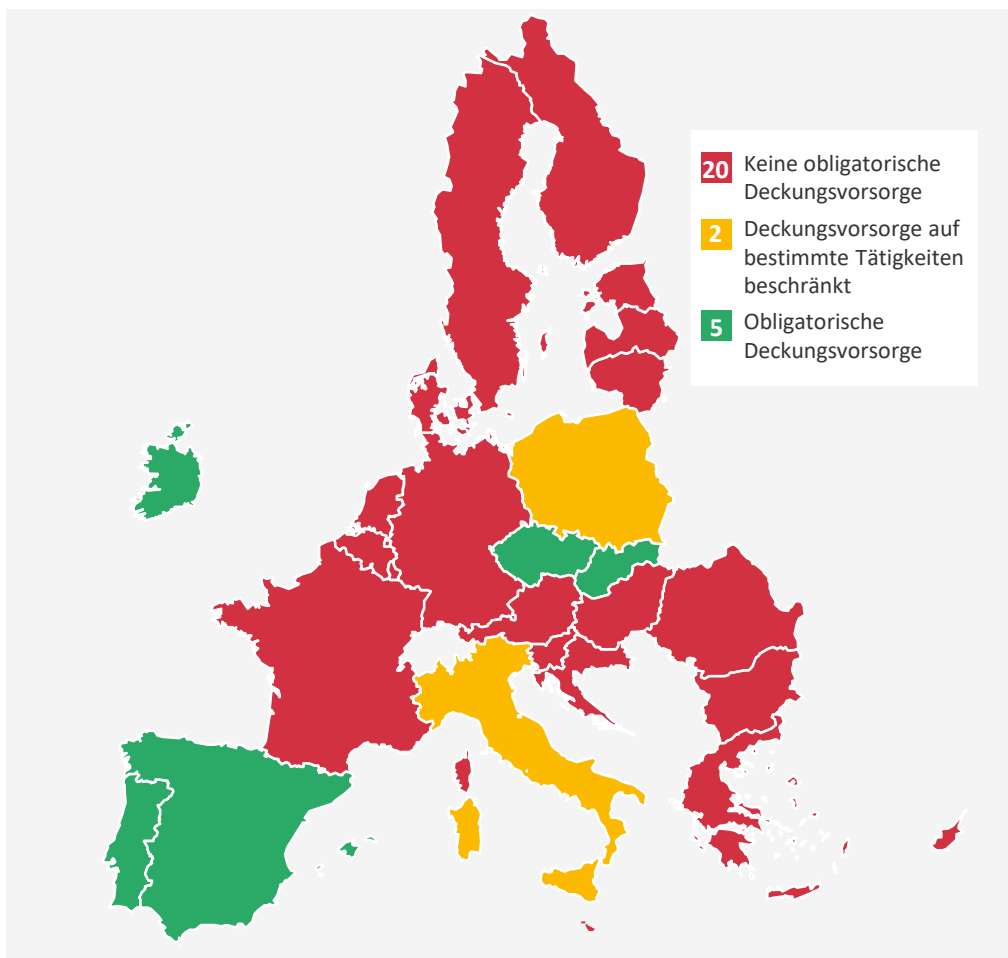 20 Keine obligatorische
Deckungsvorsorge
2 Deckungsvorsorge auf
bestimmte Tätigkeiten
beschränkt
5 Obligatorische
Deckungsvorsorge